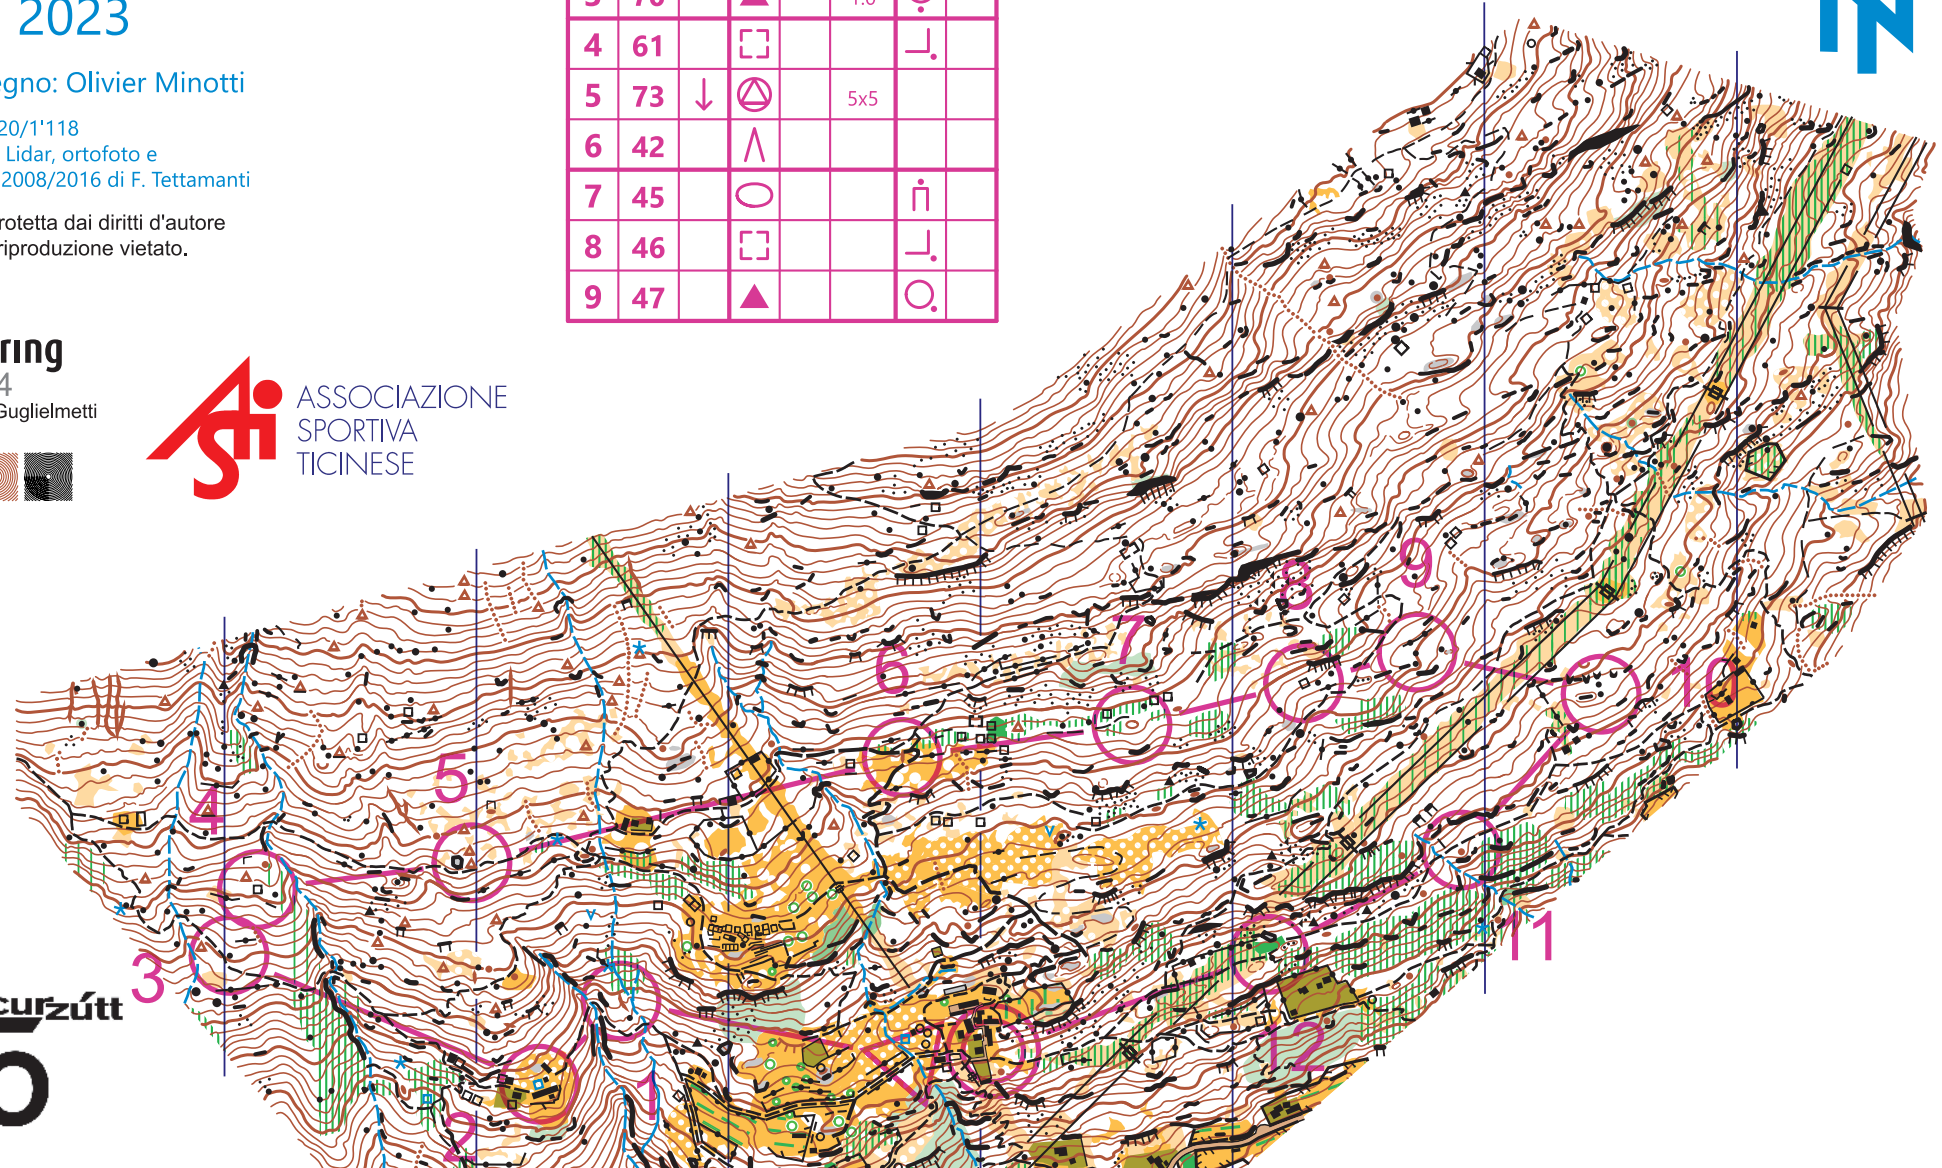 2023
egno: Olivier Minotti
20/1'118
Lidar, ortofoto e
2008/2016 di F. Tettamanti
rotetta dai diritti d'autore
riproduzione vietato.
ring
4
Guglielmetti
ASTi
ASSOCIAZIONE
SPORTIVA
TICINESE
4 61
5 73 5x5
6 42
7 45
8 46
9 47
curzútt
1
2
3
4
5
6
7
8
9
10
11
12